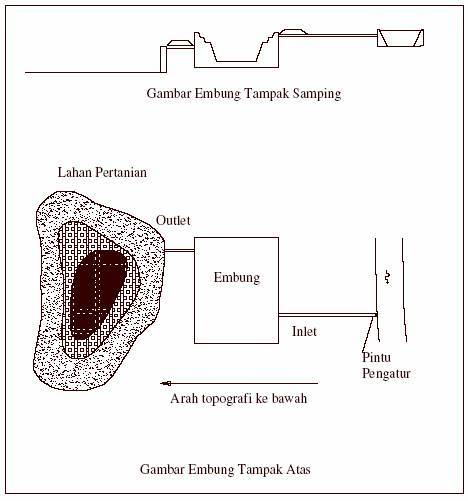 Gambar Embung Tampak Samping
Lahan Pertanian
Outlet
Embung
Inlet
Pintu
Pengatur
Arah topografi ke bawah
Gambar Embung Tampak Atas